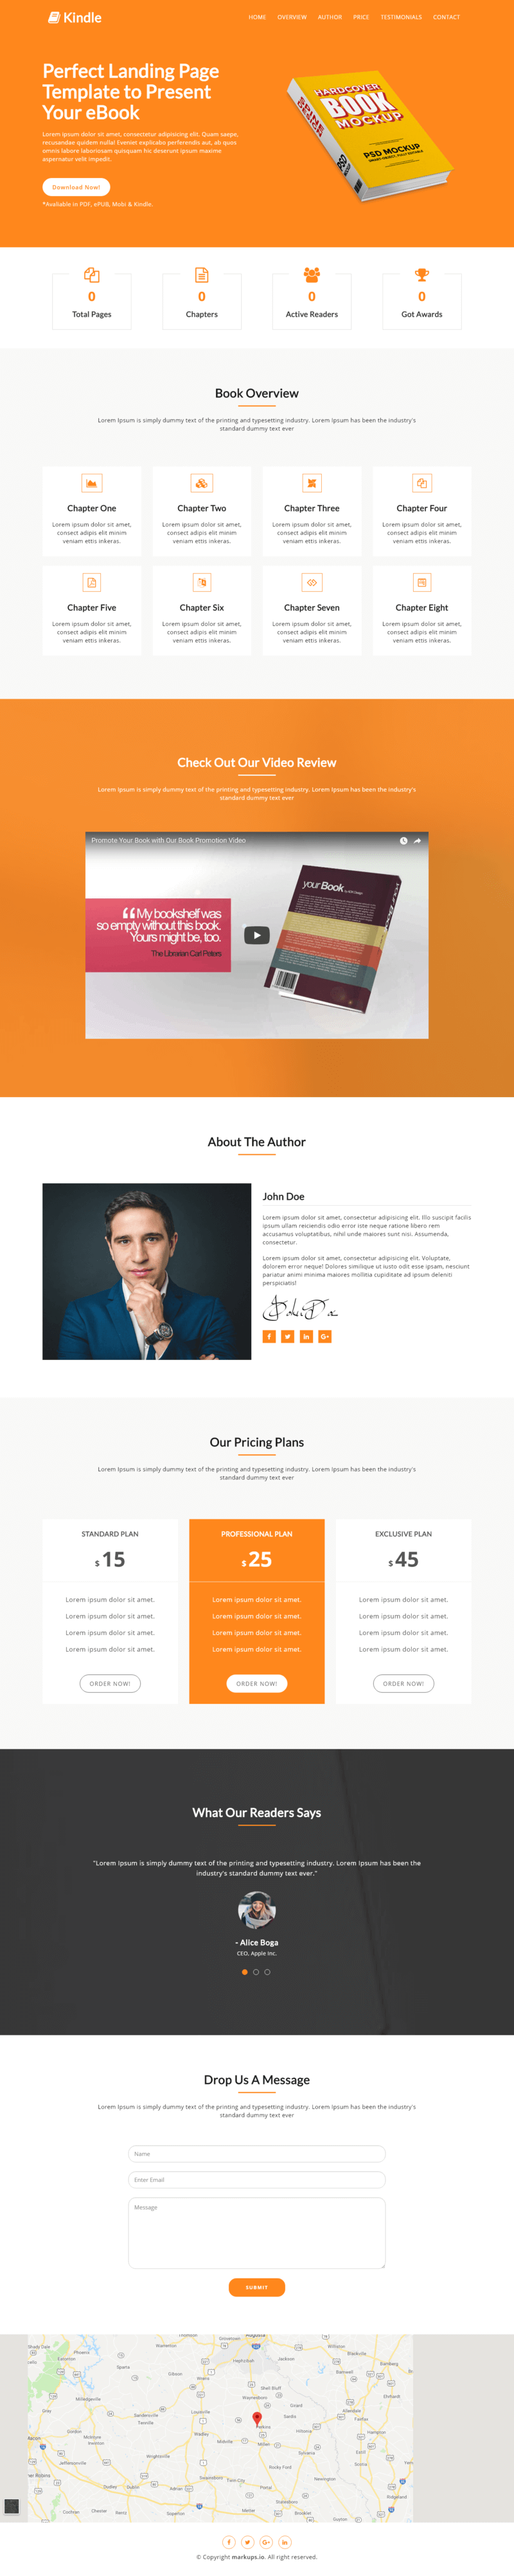 Kindle
HOME OVERVIEW AUTHOR PRICE TESTIMONIALS CONTACT
Perfect Landing Page
Template to Present
Your eBook
Lorem ipsum dolor sit amet, consectetur adipisicing elit. Quam saepe,
recusandae quidem nulla! Eveniet explicabo perferendis aut, ab quon
omnis labore laboriosam quisquam hic deserunt ipsum maxime
aspernatur velit impedit.
Download Now!
*Available in PDF, ePUB, Mobi & Kindle.
HARDCOVER
BOOK
MOCKUP
PSD MOCKUP
0
Total Pages
0
Chapters
0
Active Readers
0
Got Awards
Book Overview
Lorem Ipsum is simply dummy text of the printing and typesetting industry. Lorem Ipsum has been the industry's
standard dummy text ever
Chapter One
Lorem ipsum dolor sit amet,
consect adipis elit minim
veniam ettis inkeras.
Chapter Two
Lorem ipsum dolor sit amet,
consect adipis elit minim
veniam ettis inkeras.
Chapter Three
Lorem ipsum dolor sit amet,
consect adipis elit minim
veniam ettis inkeras.
Chapter Four
Lorem ipsum dolor sit amet,
consect adipis elit minim
veniam ettis inkeras.
Chapter Five
Lorem ipsum dolor sit amet,
consect adipis elit minim
veniam ettis inkeras.
Chapter Six
Lorem ipsum dolor sit amet,
consect adipis elit minim
veniam ettis inkeras.
Chapter Seven
Lorem ipsum dolor sit amet,
consect adipis elit minim
veniam ettis inkeras.
Chapter Eight
Lorem ipsum dolor sit amet,
consect adipis elit minim
veniam ettis inkeras.
Check Out Our Video Review
Lorem Ipsum is simply dummy text of the printing and typesetting industry. Lorem Ipsum has been the industry's
standard dummy text ever
Promote Your Book with Our Book Promotion Video
“My bookshelf was
so empty without this book.
Yours might be, too.
The Librarian Carl Peters
your Book
About The Author
John Doe
Lorem ipsum dolor sit amet, consectetur adipisicing elit. Illo suscipit facilis
ipsum ullam reiciendis odio error iste neque ratione libero rem
accusamus voluptatibus, nihil unde maiores sunt nisi. Assumenda,
consectetur.
Lorem ipsum dolor sit amet, consectetur adipisicing elit. Voluptate,
dolorem error neque! Dolores similique ut iusto odit esse ipsam, nesciunt
pariatur animi minima maiores mollitia cupiditate ad ipsum deleniti
perspiciatis!
Our Pricing Plans
Lorem Ipsum is simply dummy text of the printing and typesetting industry. Lorem Ipsum has been the industry's
standard dummy text ever
STANDARD PLAN
$ 15
Lorem ipsum dolor sit amet.
Lorem ipsum dolor sit amet.
Lorem ipsum dolor sit amet.
Lorem ipsum dolor sit amet.
ORDER NOW!
PROFESSIONAL PLAN
$ 25
Lorem ipsum dolor sit amet.
Lorem ipsum dolor sit amet.
Lorem ipsum dolor sit amet.
Lorem ipsum dolor sit amet.
ORDER NOW!
EXCLUSIVE PLAN
$ 45
Lorem ipsum dolor sit amet.
Lorem ipsum dolor sit amet.
Lorem ipsum dolor sit amet.
Lorem ipsum dolor sit amet.
ORDER NOW!
What Our Readers Says
"Lorem Ipsum is simply dummy text of the printing and typesetting industry. Lorem Ipsum has been the
industry's standard dummy text ever."
- Alice Boga
CEO, Apple Inc.
Drop Us A Message
Lorem Ipsum is simply dummy text of the printing and typesetting industry. Lorem Ipsum has been the industry's
standard dummy text ever
Name
Enter Email
Message
SUBMIT
© Copyright markups.io. All right reserved.